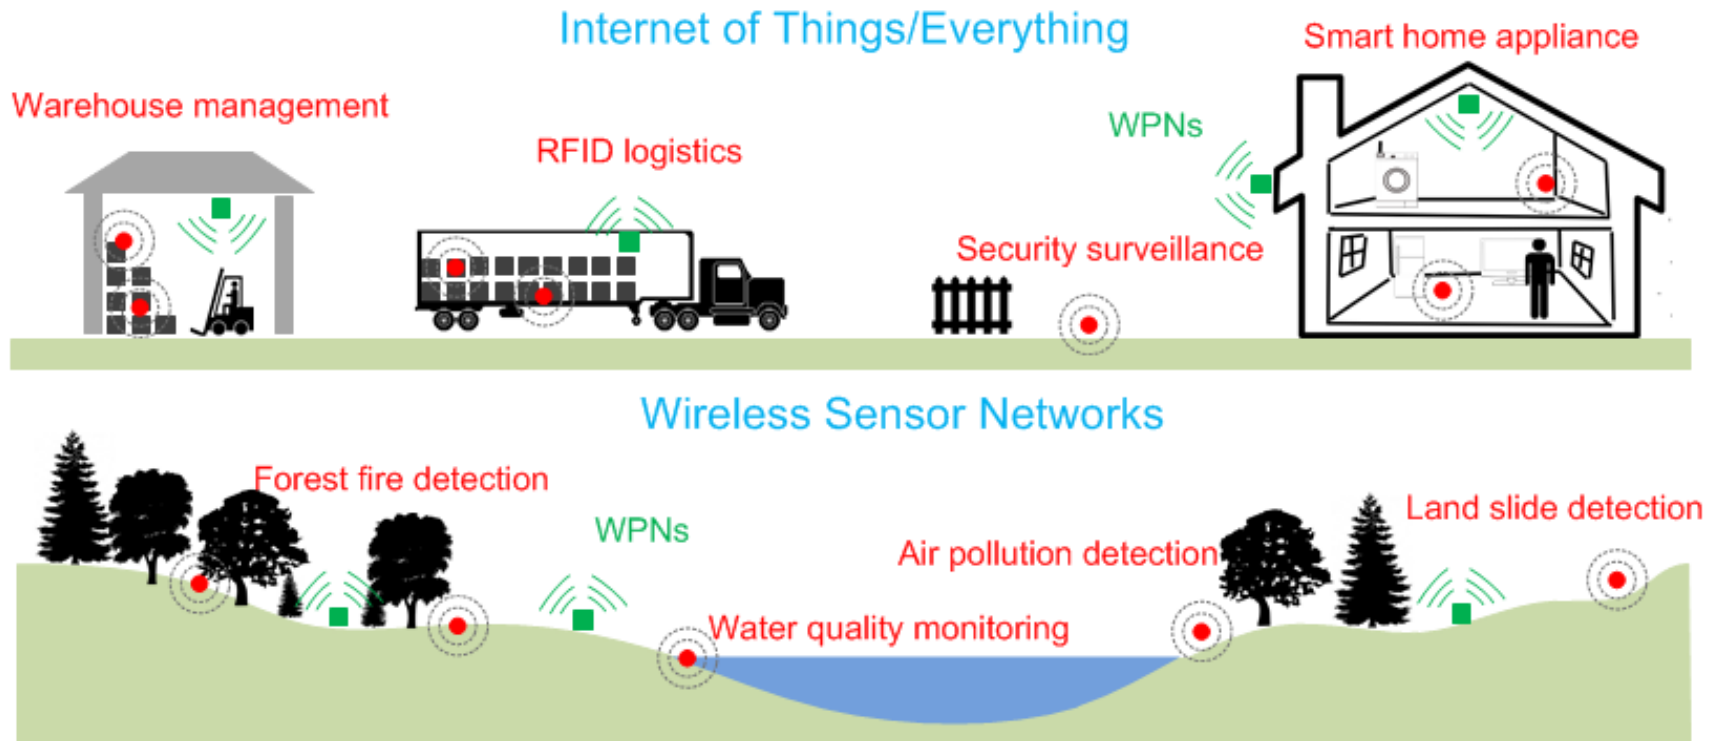 Internet of Things/Everything
Smart home appliance
Warehouse management
WPNs
RFID logistics
Security surveillance
Wireless Sensor Networks
Forest fire detection
Land slide detection
WPNs
Air pollution detection
Water quality monitoring